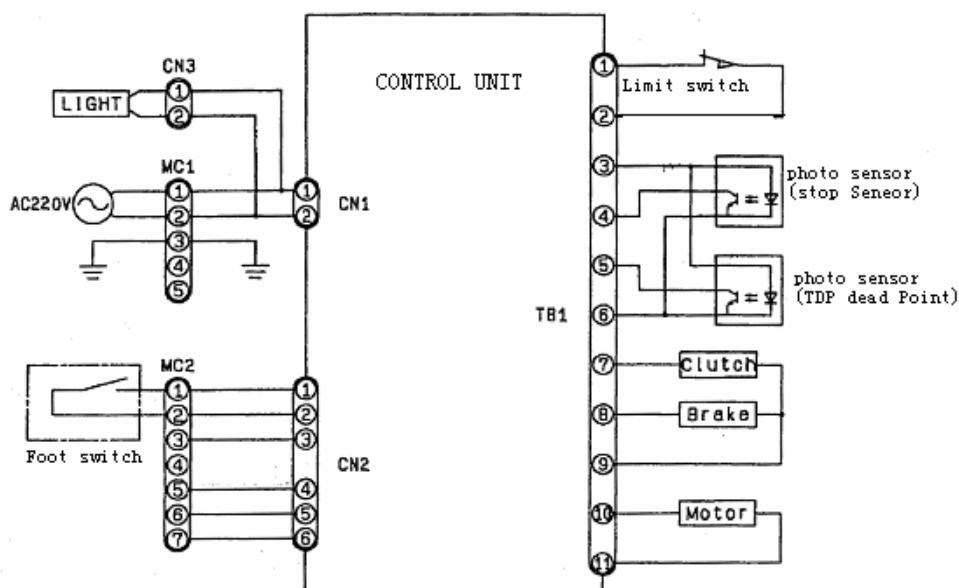 CONTROL UNIT
CN3
LIGHT
1
2
MC1
AC220V
1
2
3
4
5
1
2
CN1
MC2
1
2
3
4
5
6
7
Foot switch
1
2
3
4
5
6
CN2
TB1
1
2
3
4
5
6
7
8
9
10
11
Limit switch
photo sensor
(stop Seneor)
photo sensor
(TDP dead Point)
Clutch
Brake
Motor